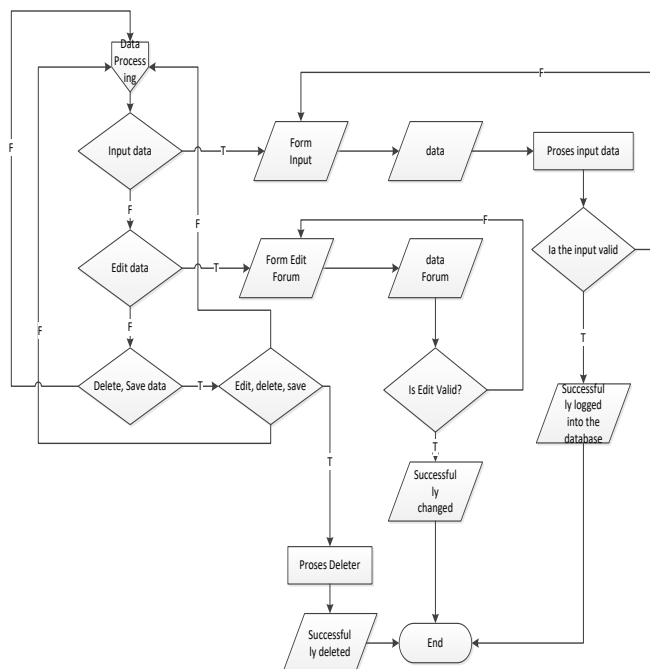 Data
Process
ing
F
Input data
T
Form
Input
data
Proses input data
F
F
F
F
Edit data
T
Form Edit
Forum
data
Forum
F
Ia the input valid
F
F
T
Delete, Save data
T
Edit, delete, save
Is Edit Valid?
Successful
ly logged
into the
database
T
T
Successful
ly
changed
Proses Deleter
Successful
ly deleted
End